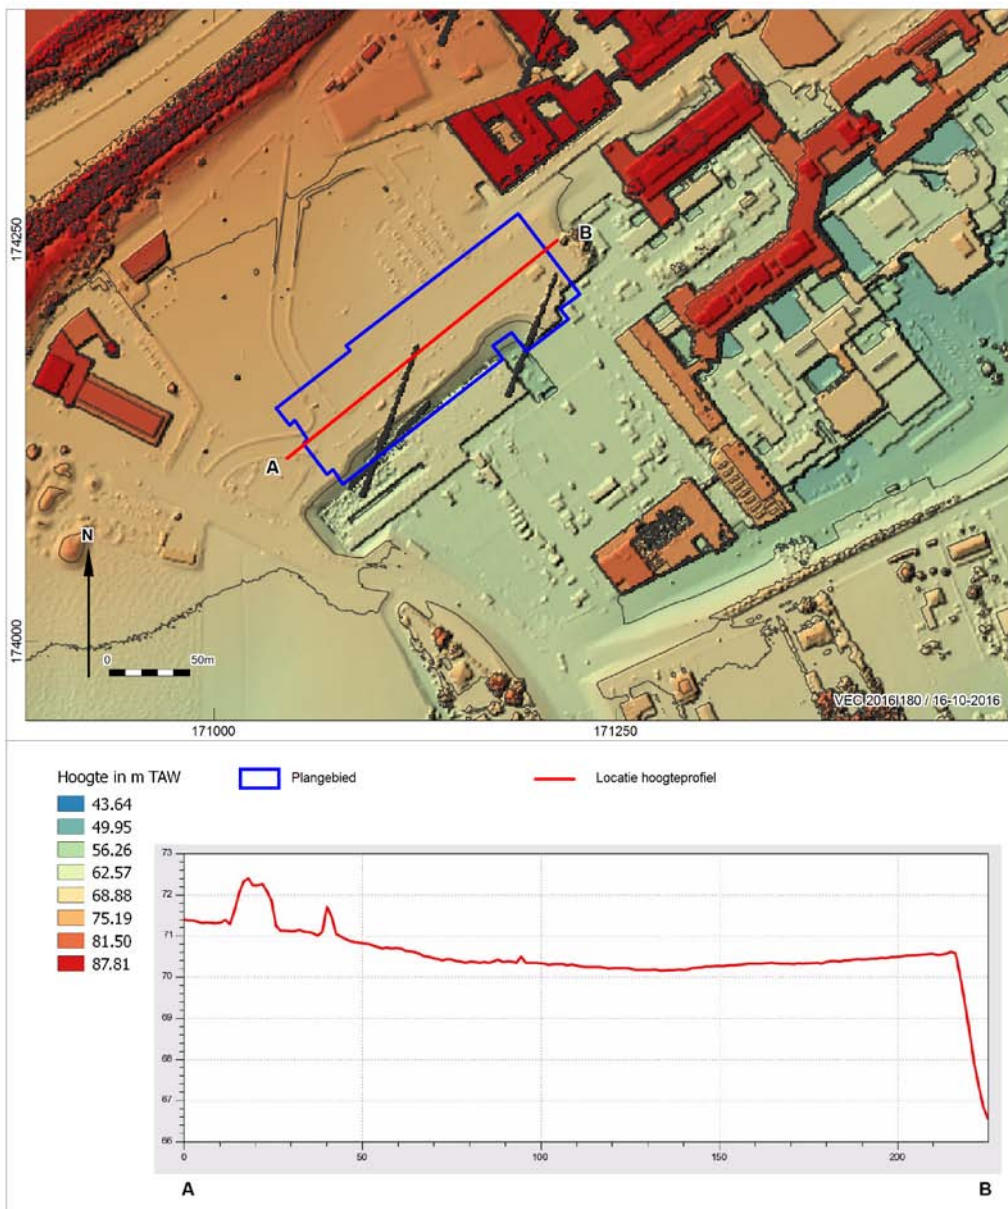 174250
B
A
N
174000
0 50m
VEC 2016I180 / 16-10-2016
171000 171250
Hoogte in m TAW
Plangebied
Locatie hoogteprofiel
43.64
49.95
56.26
62.57
68.88
75.19
81.50
87.81
73
72
71
70
69
68
67
66
0 50 100 150 200
A B